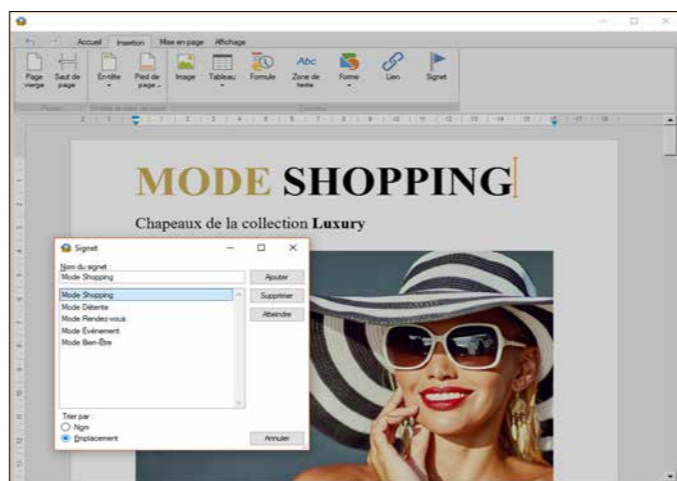 Accueil Insertion Mise en page Affichage
Page vierge
Saut de page
En-tête
Pied de page
Image
Tableau
Formule
Abc
Zone de texte
Forme
Lien
Signet
MODE SHOPPING
Chapeaux de la collection Luxury
Signet
Nom du signet :
Mode Shopping
Ajouter
Mode Shopping
Supprimer
Mode Détente
Atteindre
Mode Rendez-vous
Mode Événement
Mode Bien-Être
Trier par :
Nom
Emplacement
Annuler